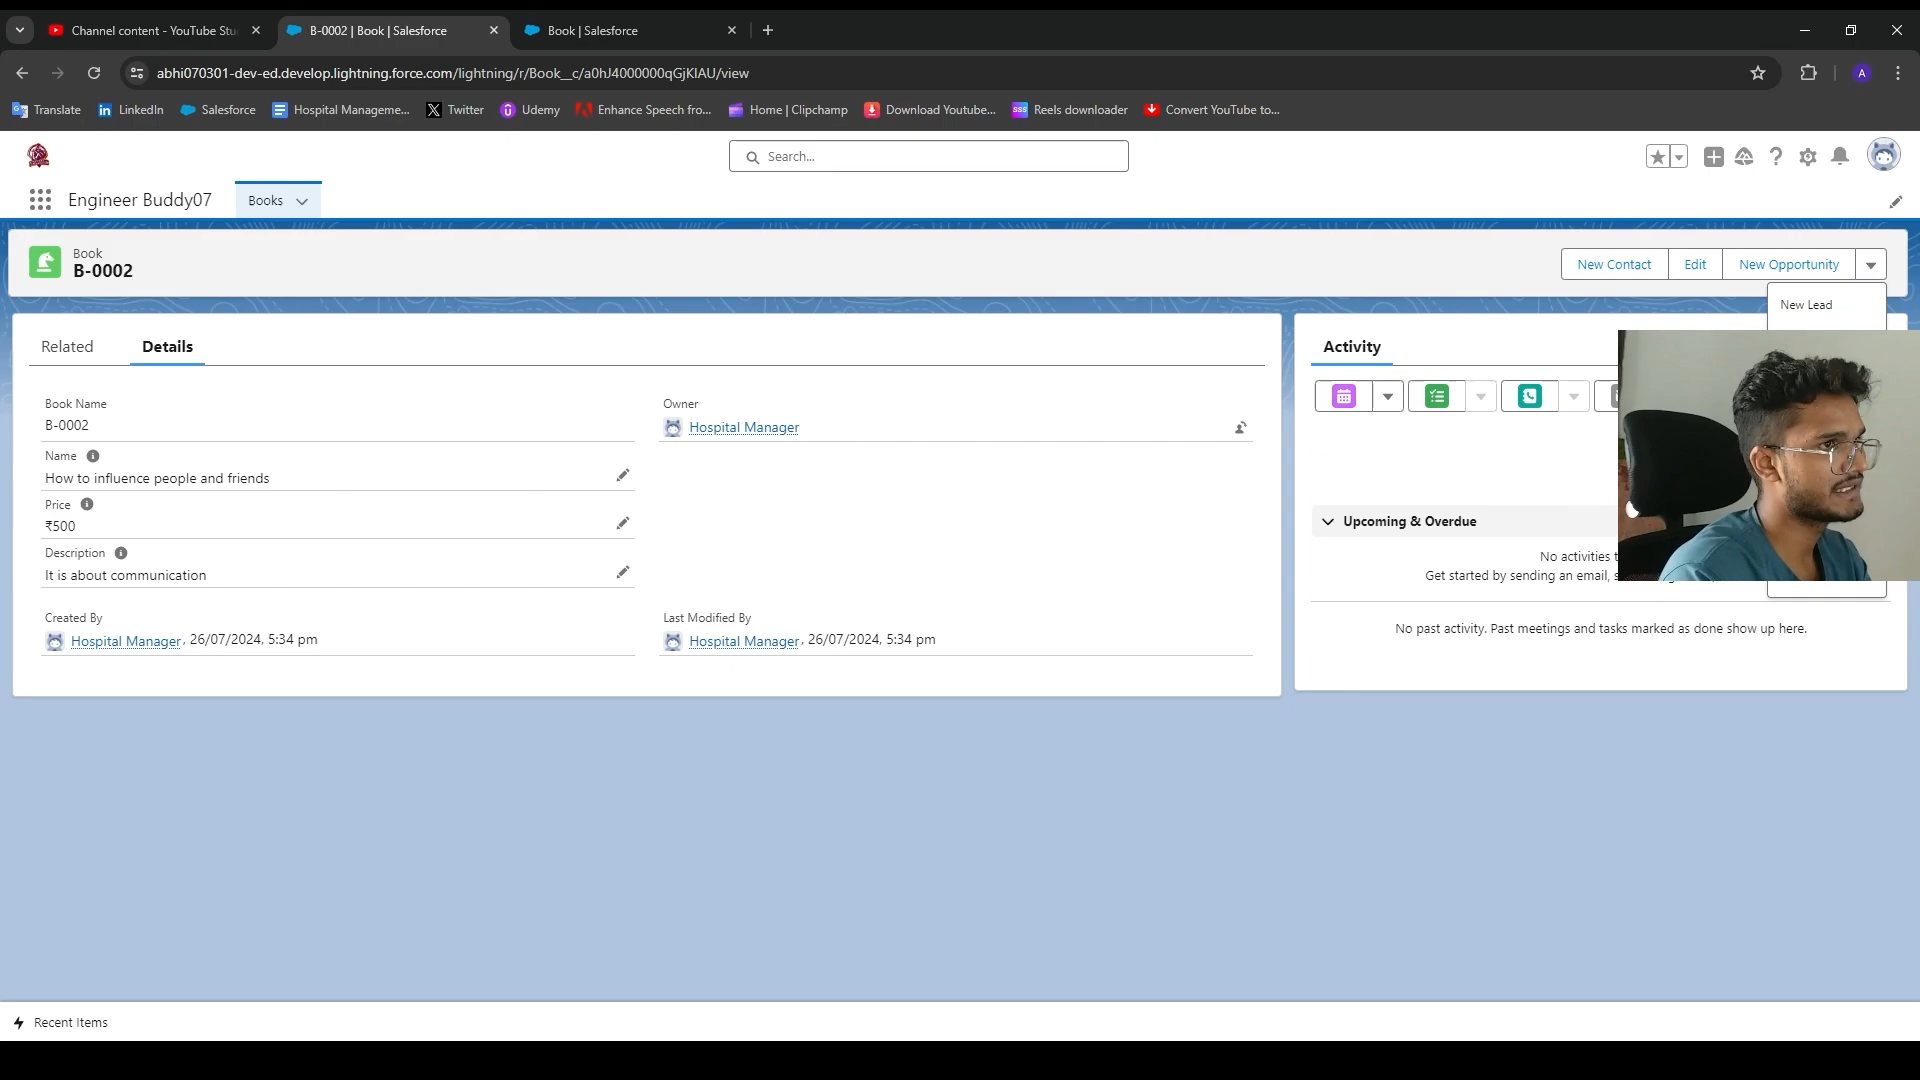 Channel content - YouTube Stu
B-0002 | Book | Salesforce
Book | Salesforce
abhi070301-dev-ed.develop.lightning.force.com/lightning/r/Book__c/a0hJ4000000qGjKIAU/view
Translate
LinkedIn
Salesforce
Hospital Manageme...
Twitter
Udemy
Enhance Speech fro...
Home | Clipchamp
Download Youtube...
Reels downloader
Convert YouTube to...
Search...
Engineer Buddy07
Books
Book
B-0002
New Contact
Edit
New Opportunity
New Lead
Related
Details
Activity
Book Name
B-0002
Owner
Hospital Manager
Name
How to influence people and friends
Price
₹500
Description
It is about communication
Upcoming & Overdue
No activities t
Get started by sending an email, s
Created By
Hospital Manager, 26/07/2024, 5:34 pm
Last Modified By
Hospital Manager, 26/07/2024, 5:34 pm
No past activity. Past meetings and tasks marked as done show up here.
Recent Items